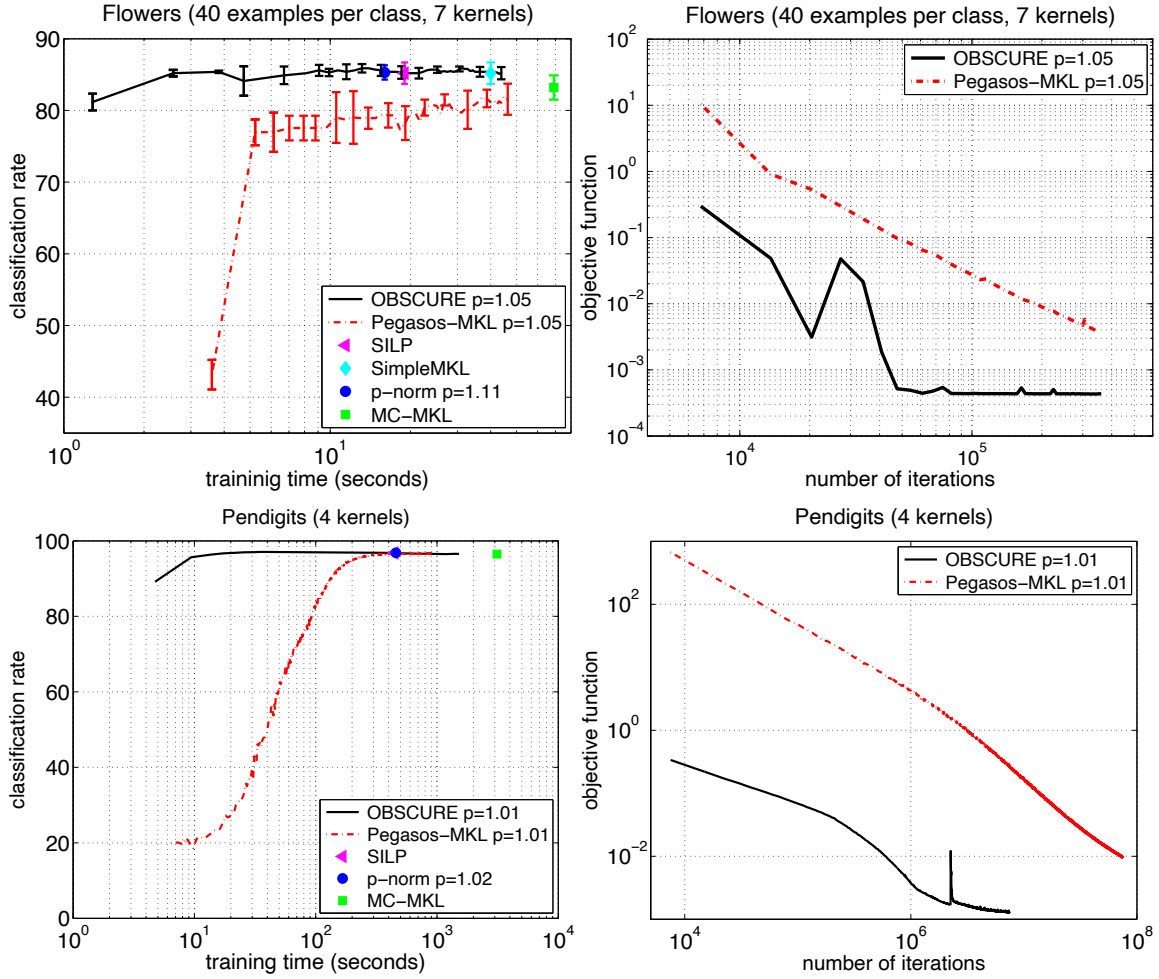 Flowers (40 examples per class, 7 kernels)
90
80
70
60
50
40
classification rate
10^0
10^1
training time (seconds)
OBSCURE p=1.05
Pegasos−MKL p=1.05
SILP
SimpleMKL
p−norm p=1.11
MC−MKL
Flowers (40 examples per class, 7 kernels)
10^2
10^1
10^0
10^−1
10^−2
10^−3
10^−4
objective function
10^4
10^5
number of iterations
OBSCURE p=1.05
Pegasos−MKL p=1.05
Pendigits (4 kernels)
100
80
60
40
20
0
classification rate
10^0
10^1
10^2
10^3
10^4
training time (seconds)
OBSCURE p=1.01
Pegasos−MKL p=1.01
SILP
p−norm p=1.02
MC−MKL
Pendigits (4 kernels)
10^2
10^0
10^−2
objective function
10^4
10^6
10^8
number of iterations
OBSCURE p=1.01
Pegasos−MKL p=1.01